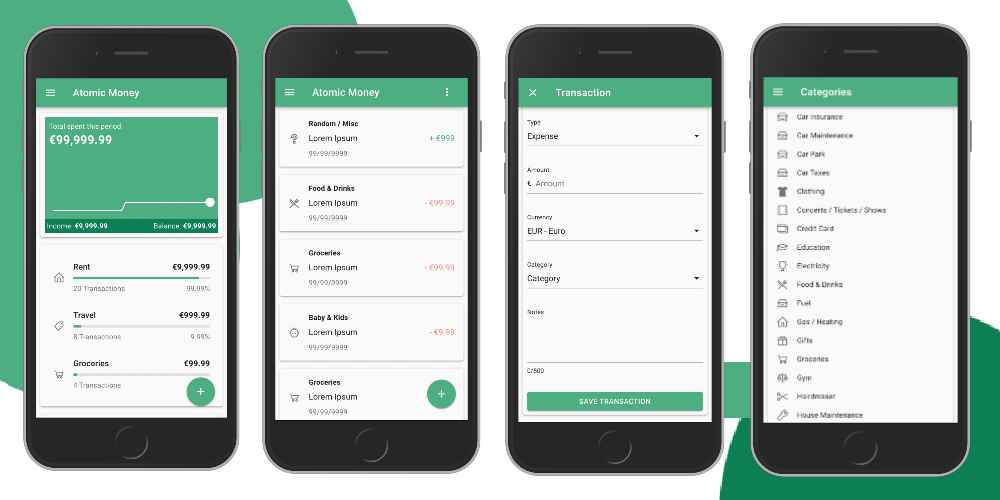 Atomic Money
Total spent this period
€99,999.99
Income: €9,999.99 Balance: €9,999.99
Rent €9,999.99
20 Transactions 99.99%
Travel €999.99
8 Transactions 9.99%
Groceries €99.99
4 Transactions
+
Atomic Money
Random / Misc
Lorem Ipsum + €999
99/99/9999
Food & Drinks
Lorem Ipsum - €99.99
99/99/9999
Groceries
Lorem Ipsum - €99.99
99/99/9999
Baby & Kids
Lorem Ipsum - €9.99
99/99/9999
Groceries
Lorem Ipsum
99/99/9999
+
Transaction
Type
Expense
Amount
€ Amount
Currency
EUR - Euro
Category
Category
Notes
0/500
SAVE TRANSACTION
Categories
Car Insurance
Car Maintenance
Car Park
Car Taxes
Clothing
Concerts / Tickets / Shows
Credit Card
Education
Electricity
Food & Drinks
Fuel
Gas / Heating
Gifts
Groceries
Gym
Hairdresser
House Maintenance